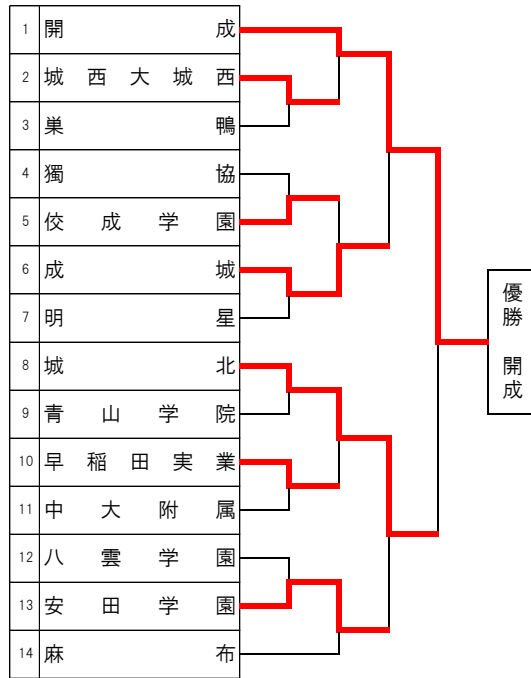 1 開成
2 城西大城西
3 巣鴨
4 獨協
5 佼成学園
6 成城
7 明星
8 城北
9 青山学院
10 早稲田実業
11 中大附属
12 八雲学園
13 安田学園
14 麻布
優勝 開成